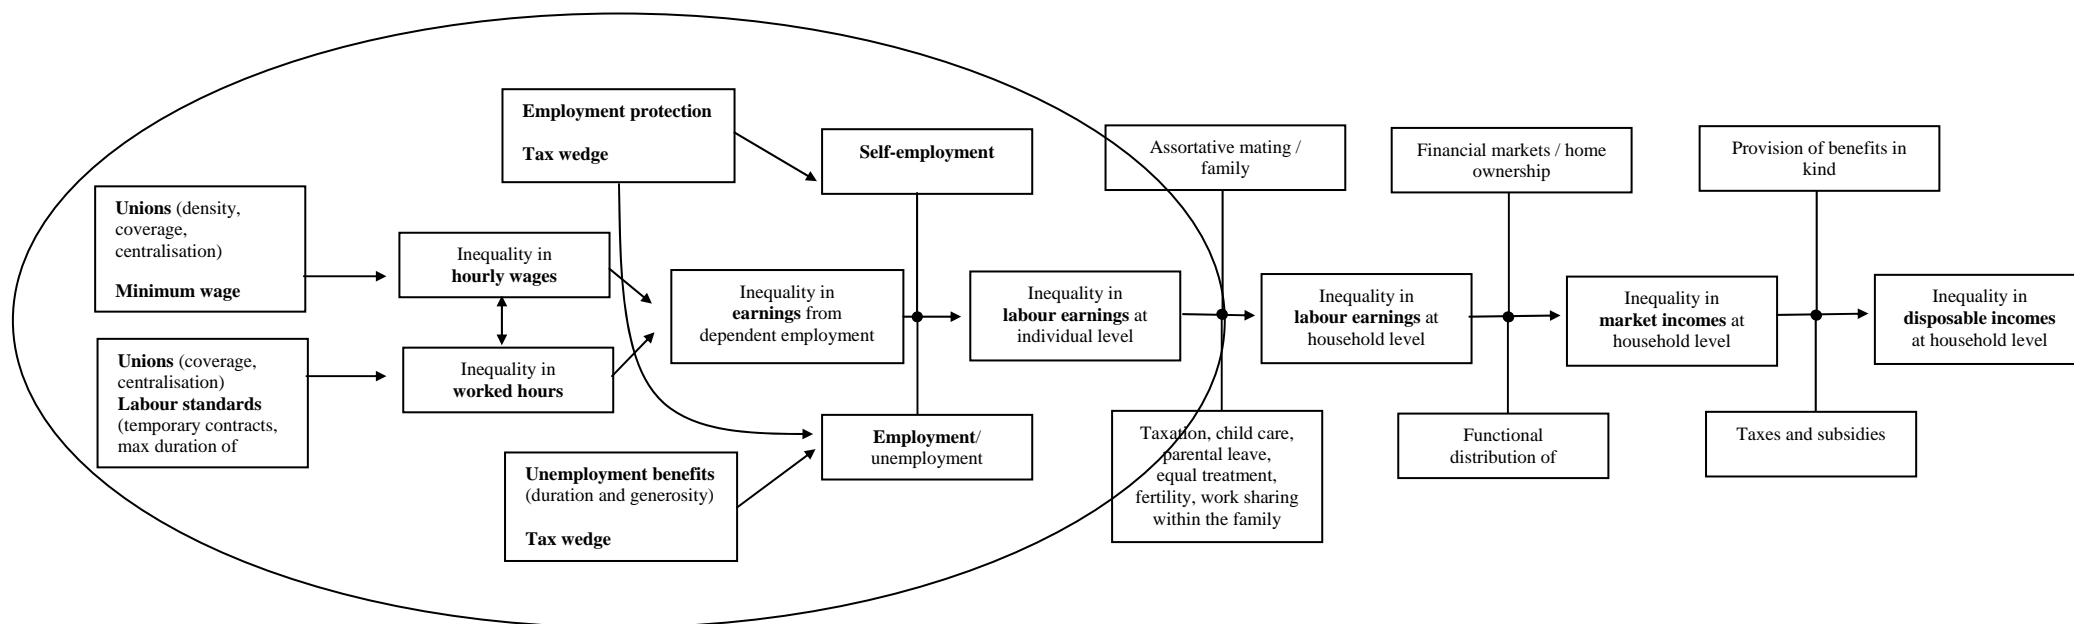 Employment protection
Tax wedge
Self-employment
Assortative mating /
family
Financial markets / home
ownership
Provision of benefits in
kind
Unions (density,
coverage,
centralisation)
Minimum wage
Inequality in
hourly wages
Inequality in
earnings from
dependent employment
Inequality in
labour earnings at
individual level
Inequality in
labour earnings at
household level
Inequality in
market incomes at
household level
Inequality in
disposable incomes
at household level
Unions (coverage,
centralisation)
Labour standards
(temporary contracts,
max duration of
Inequality in
worked hours
Employment/
unemployment
Unemployment benefits
(duration and generosity)
Tax wedge
Taxation, child care,
parental leave,
equal treatment,
fertility, work sharing
within the family
Functional
distribution of
Taxes and subsidies